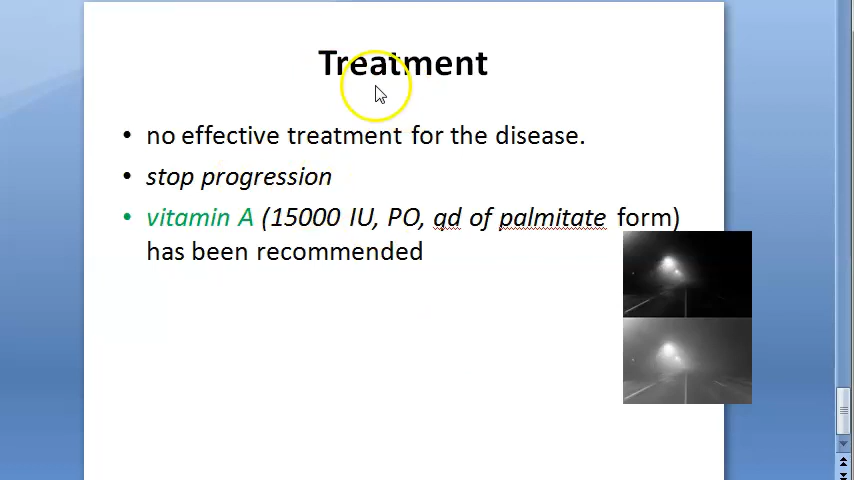 Treatment
• no effective treatment for the disease.
• stop progression
• vitamin A (15000 IU, PO, qd of palmitate form)
has been recommended